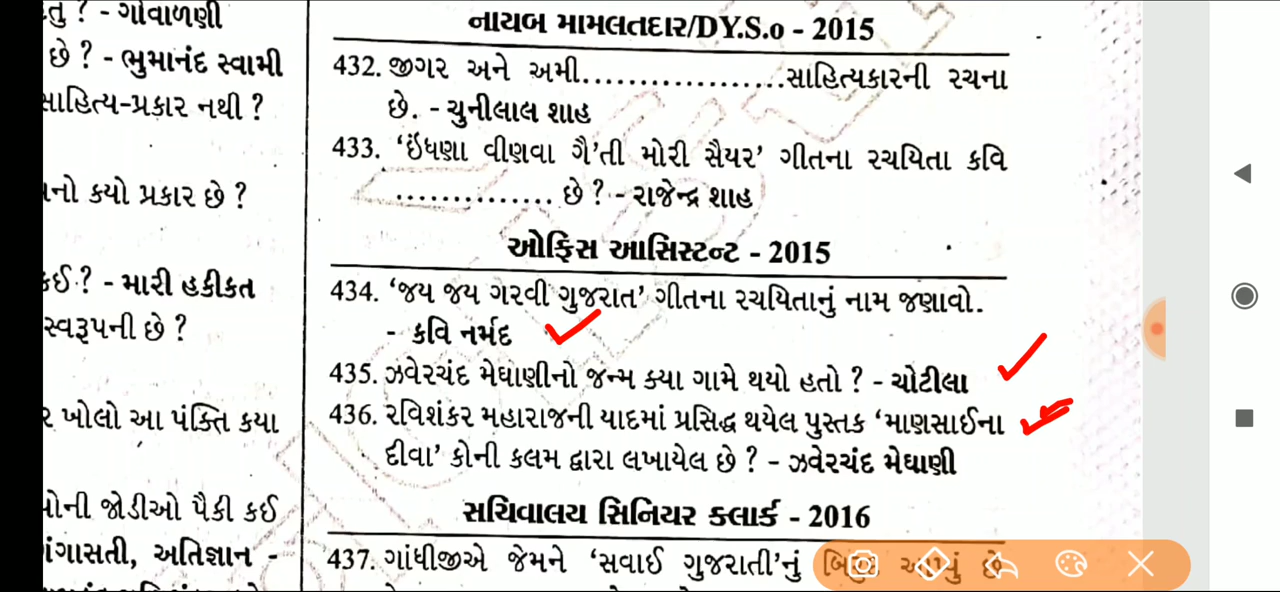 તુ ? - ગોવાળણી
છે ? - ભુમાનંદ સ્વામી
સાહિત્ય-પ્રકાર નથી ?
નો ક્યો પ્રકાર છે ?
કઈ ? - મારી હકીકત
સ્વરૂપની છે ?
ર ખોલો આ પંક્તિ કયા
ોની જોડીઓ પૈકી કઈ
ગંગાસતી, અતિજ્ઞાન -
નાયબ મામલતદાર/DY.S.o - 2015
432. જીગર અને અમી....................સાહિત્યકારની રચના
છે. - ચુનીલાલ શાહ
433. ‘ઇંધણા વીણવા ગૈ'તી મોરી સૈયર’ ગીતના રચયિતા કવિ
............... છે ? - રાજેન્દ્ર શાહ
ઓફિસ આસિસ્ટન્ટ - 2015
434. ‘જય જય ગરવી ગુજરાત’ ગીતના રચયિતાનું નામ જણાવો.
- કવિ નર્મદ
435. ઝવેરચંદ મેઘાણીનો જન્મ ક્યા ગામે થયો હતો ? - ચોટીલા
436. રવિશંકર મહારાજની યાદમાં પ્રસિદ્ધ થયેલ પુસ્તક ‘માણસાઈના
દીવા’ કોની કલમ દ્વારા લખાયેલ છે ? - ઝવેરચંદ મેઘાણી
સચિવાલય સિનિયર ક્લાર્ક - 2016
437. ગાંધીજીએ જેમને ‘સવાઈ ગુજરાતી’નું બિરૂદ આપ્યું છે